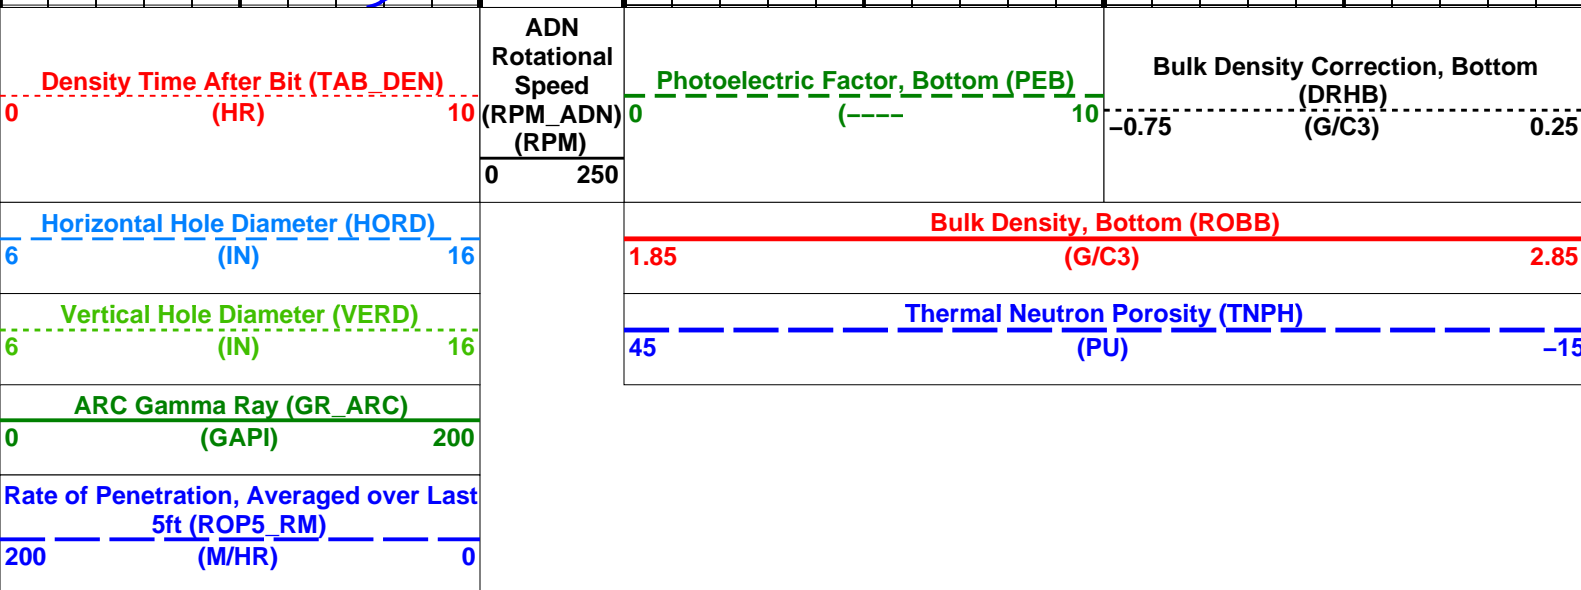 Density Time After Bit (TAB_DEN)
0 (HR) 10
ADN
Rotational
Speed
(RPM_ADN)
(RPM)
0 250
Photoelectric Factor, Bottom (PEB)
0 (−−−− 10
Bulk Density Correction, Bottom
(DRHB)
−0.75 (G/C3) 0.25
Horizontal Hole Diameter (HORD)
6 (IN) 16
Bulk Density, Bottom (ROBB)
1.85 (G/C3) 2.85
Vertical Hole Diameter (VERD)
6 (IN) 16
Thermal Neutron Porosity (TNPH)
45 (PU) −15
ARC Gamma Ray (GR_ARC)
0 (GAPI) 200
Rate of Penetration, Averaged over Last
5ft (ROP5_RM)
200 (M/HR) 0